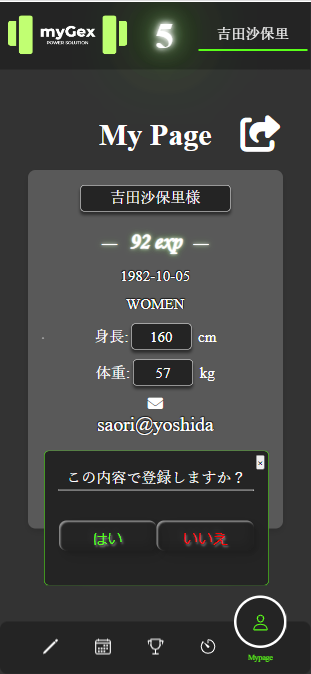 myGex
POWER SOLUTION
5
吉田沙保里
My Page
吉田沙保里様
— 92 exp —
1982-10-05
WOMEN
身長: 160 cm
体重: 57 kg
saori@yoshida
×
この内容で登録しますか？
はい いいえ
Mypage